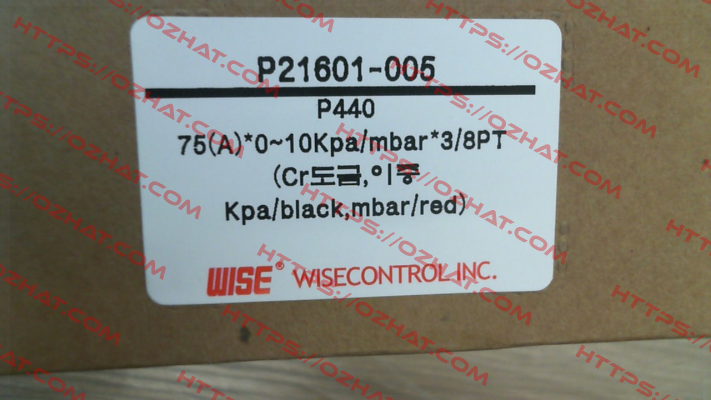 P21601-005
P440
75(A)*0~10Kpa/mbar*3/8PT
(Cr도금,이중
Kpa/black,mbar/red)
WISE® WISECONTROL INC.
HTTPS://OZHAT.COM